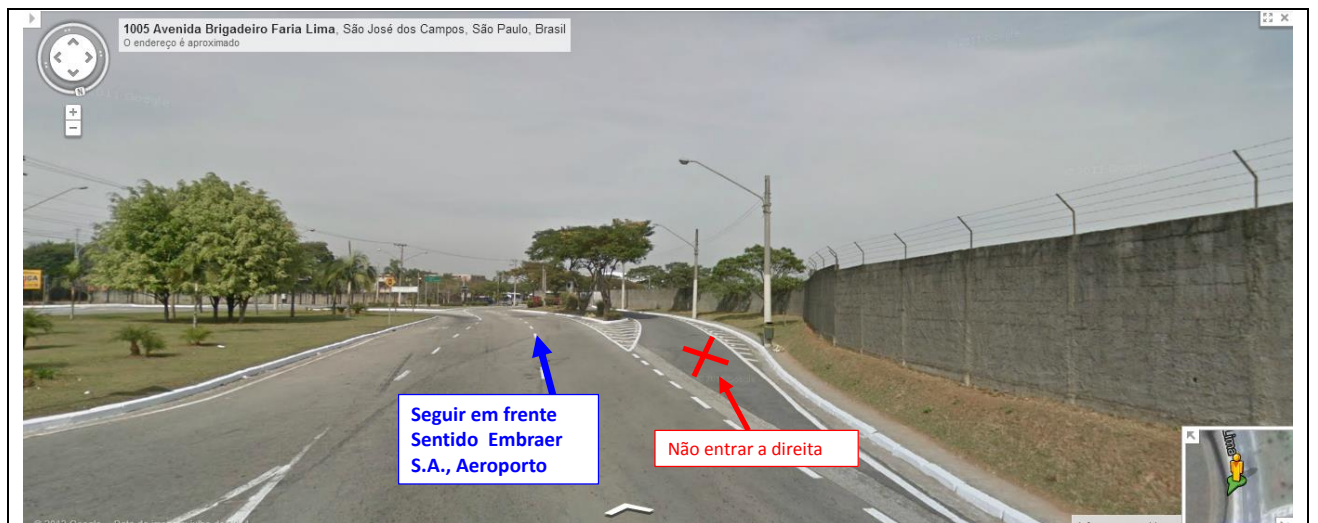 1005 Avenida Brigadeiro Faria Lima, São José dos Campos, São Paulo, Brasil
O endereço é aproximado
N
Seguir em frente
Sentido Embraer
S.A., Aeroporto
Não entrar a direita
Lima